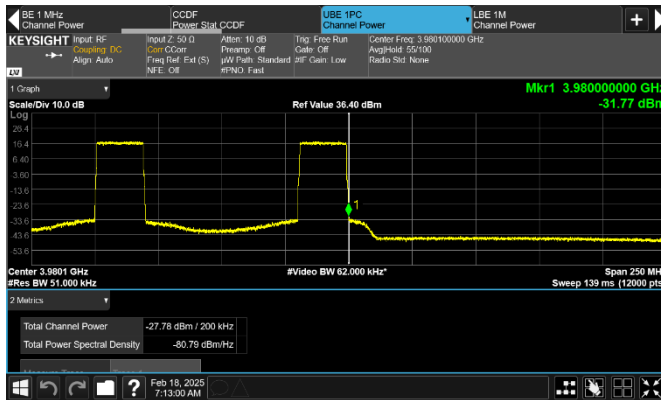 BE 1 MHz
Channel Power
CCDF
Power Stat CCDF
UBE 1PC
Channel Power
LBE 1M
Channel Power
KEYSIGHT
Input: RF
Coupling: DC
Align: Auto
Input Z: 50 Ω
Corr CCorr
Freq Ref: Ext (S)
NFE: Off
Atten: 10 dB
Preamp: Off
µW Path: Standard
#PNO: Fast
Trig: Free Run
Gate: Off
#IF Gain: Low
Center Freq: 3.980100000 GHz
Avg|Hold: 55/100
Radio Std: None
1 Graph
Mkr1 3.980000000 GHz
Scale/Div 10.0 dB
Ref Value 36.40 dBm
-31.77 dBm
Log
26.4
16.4
6.40
-3.60
-13.6
-23.6
-33.6
-43.6
-53.6
1
Center 3.9801 GHz
#Video BW 62.000 kHz*
Span 250 MH
#Res BW 51.000 kHz
Sweep 139 ms (12000 pts
2 Metrics
Total Channel Power -27.78 dBm / 200 kHz
Total Power Spectral Density -80.79 dBm/Hz
Feb 18, 2025
7:13:00 AM